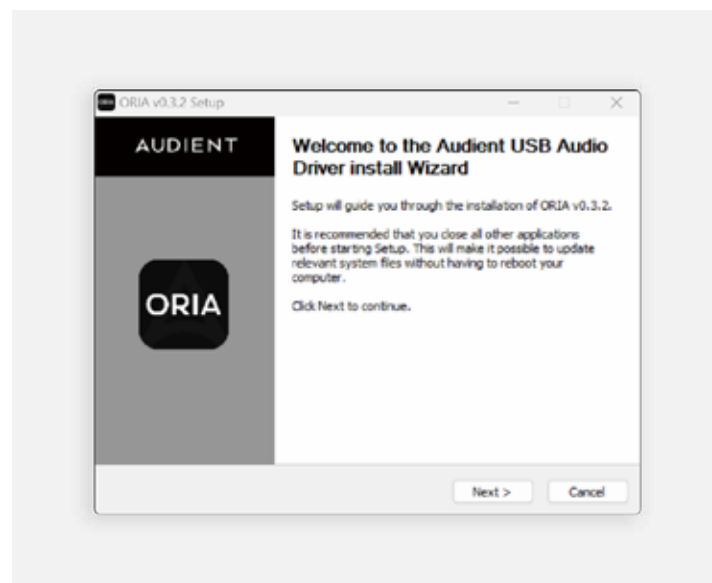 ORIA v0.3.2 Setup
AUDIENT
Welcome to the Audient USB Audio
Driver install Wizard
Setup will guide you through the installation of ORIA v0.3.2.
It is recommended that you close all other applications
before starting Setup. This will make it possible to update
relevant system files without having to reboot your
computer.
ORIA
Click Next to continue.
Next >
Cancel